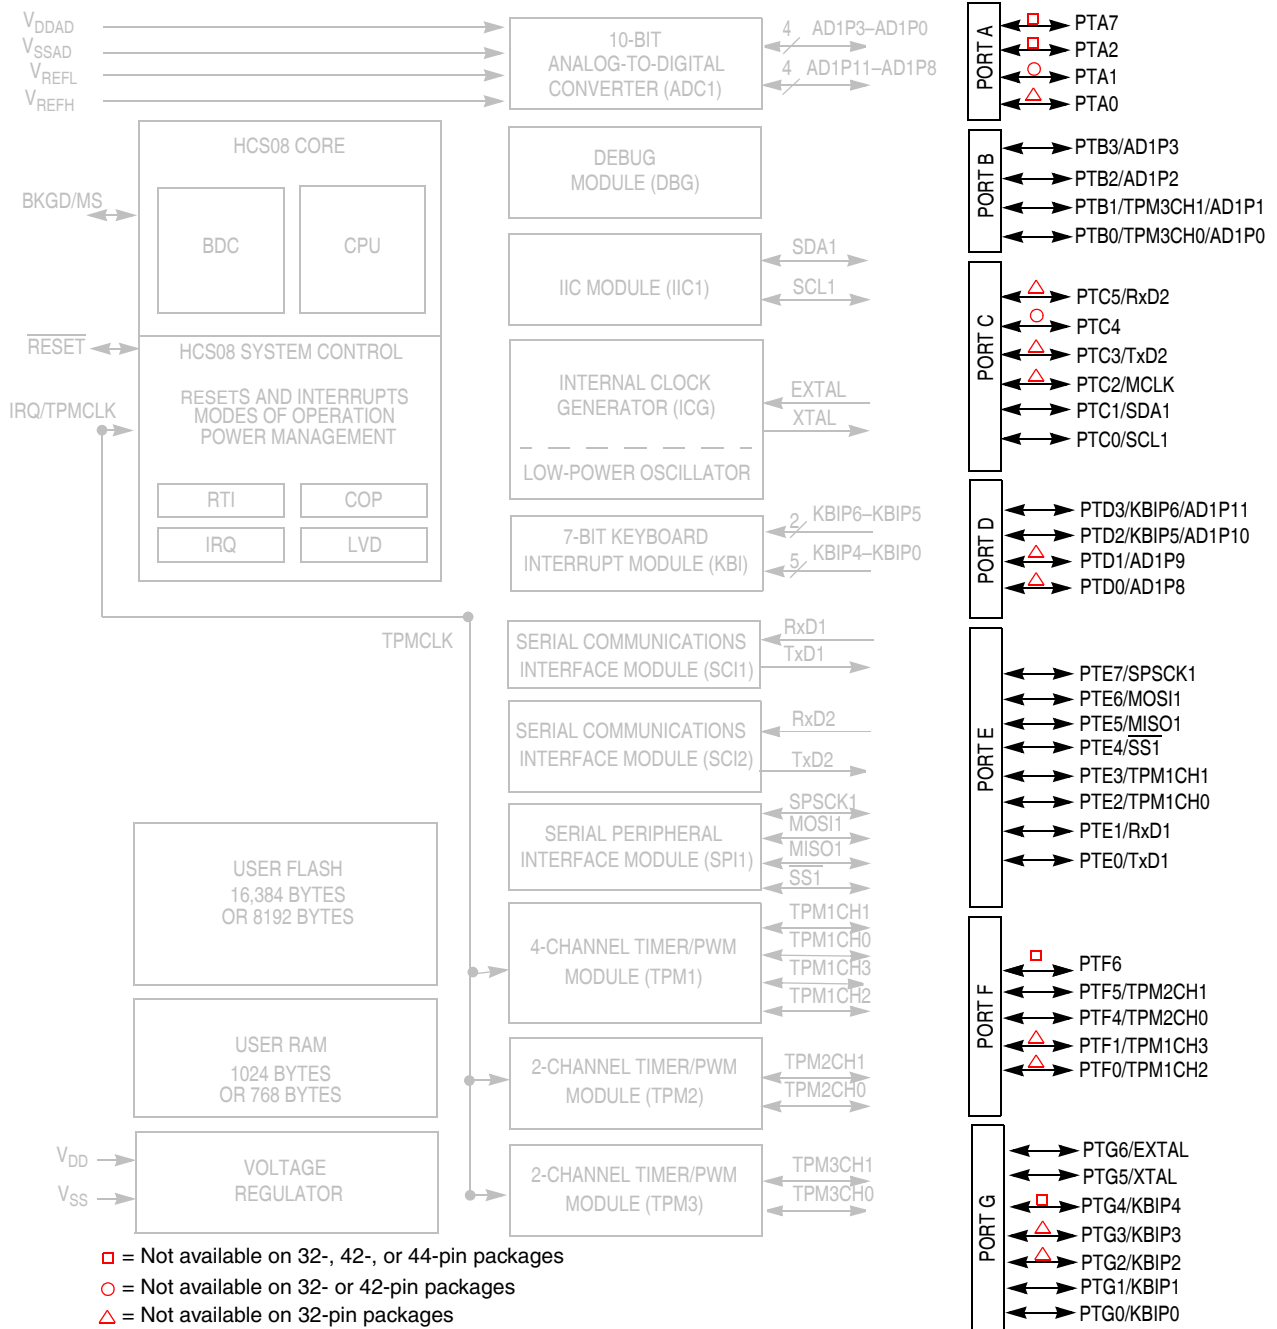 V_DDAD
V_SSAD
V_REFL
V_REFH
10-BIT
ANALOG-TO-DIGITAL
CONVERTER (ADC1)
4 AD1P3–AD1P0
4 AD1P11–AD1P8
HCS08 CORE
BDC
CPU
BKGD/MS
RESET
HCS08 SYSTEM CONTROL
RESETS AND INTERRUPTS
MODES OF OPERATION
POWER MANAGEMENT
IRQ/TPMCLK
RTI
COP
IRQ
LVD
TPMCLK
DEBUG
MODULE (DBG)
IIC MODULE (IIC1)
SDA1
SCL1
INTERNAL CLOCK
GENERATOR (ICG)
LOW-POWER OSCILLATOR
EXTAL
XTAL
7-BIT KEYBOARD
INTERRUPT MODULE (KBI)
2 KBIP6–KBIP5
5 KBIP4–KBIP0
SERIAL COMMUNICATIONS
INTERFACE MODULE (SCI1)
RxD1
TxD1
SERIAL COMMUNICATIONS
INTERFACE MODULE (SCI2)
RxD2
TxD2
SERIAL PERIPHERAL
INTERFACE MODULE (SPI1)
SPSCK1
MOSI1
MISO1
SS1
USER FLASH
16,384 BYTES
OR 8192 BYTES
4-CHANNEL TIMER/PWM
MODULE (TPM1)
TPM1CH1
TPM1CH0
TPM1CH3
TPM1CH2
USER RAM
1024 BYTES
OR 768 BYTES
2-CHANNEL TIMER/PWM
MODULE (TPM2)
TPM2CH1
TPM2CH0
V_DD
V_SS
VOLTAGE
REGULATOR
2-CHANNEL TIMER/PWM
MODULE (TPM3)
TPM3CH1
TPM3CH0
PORT A
PTA7
PTA2
PTA1
PTA0
PORT B
PTB3/AD1P3
PTB2/AD1P2
PTB1/TPM3CH1/AD1P1
PTB0/TPM3CH0/AD1P0
PORT C
PTC5/RxD2
PTC4
PTC3/TxD2
PTC2/MCLK
PTC1/SDA1
PTC0/SCL1
PORT D
PTD3/KBIP6/AD1P11
PTD2/KBIP5/AD1P10
PTD1/AD1P9
PTD0/AD1P8
PORT E
PTE7/SPSCK1
PTE6/MOSI1
PTE5/MISO1
PTE4/SS1
PTE3/TPM1CH1
PTE2/TPM1CH0
PTE1/RxD1
PTE0/TxD1
PORT F
PTF6
PTF5/TPM2CH1
PTF4/TPM2CH0
PTF1/TPM1CH3
PTF0/TPM1CH2
PORT G
PTG6/EXTAL
PTG5/XTAL
PTG4/KBIP4
PTG3/KBIP3
PTG2/KBIP2
PTG1/KBIP1
PTG0/KBIP0
= Not available on 32-, 42-, or 44-pin packages
= Not available on 32- or 42-pin packages
= Not available on 32-pin packages